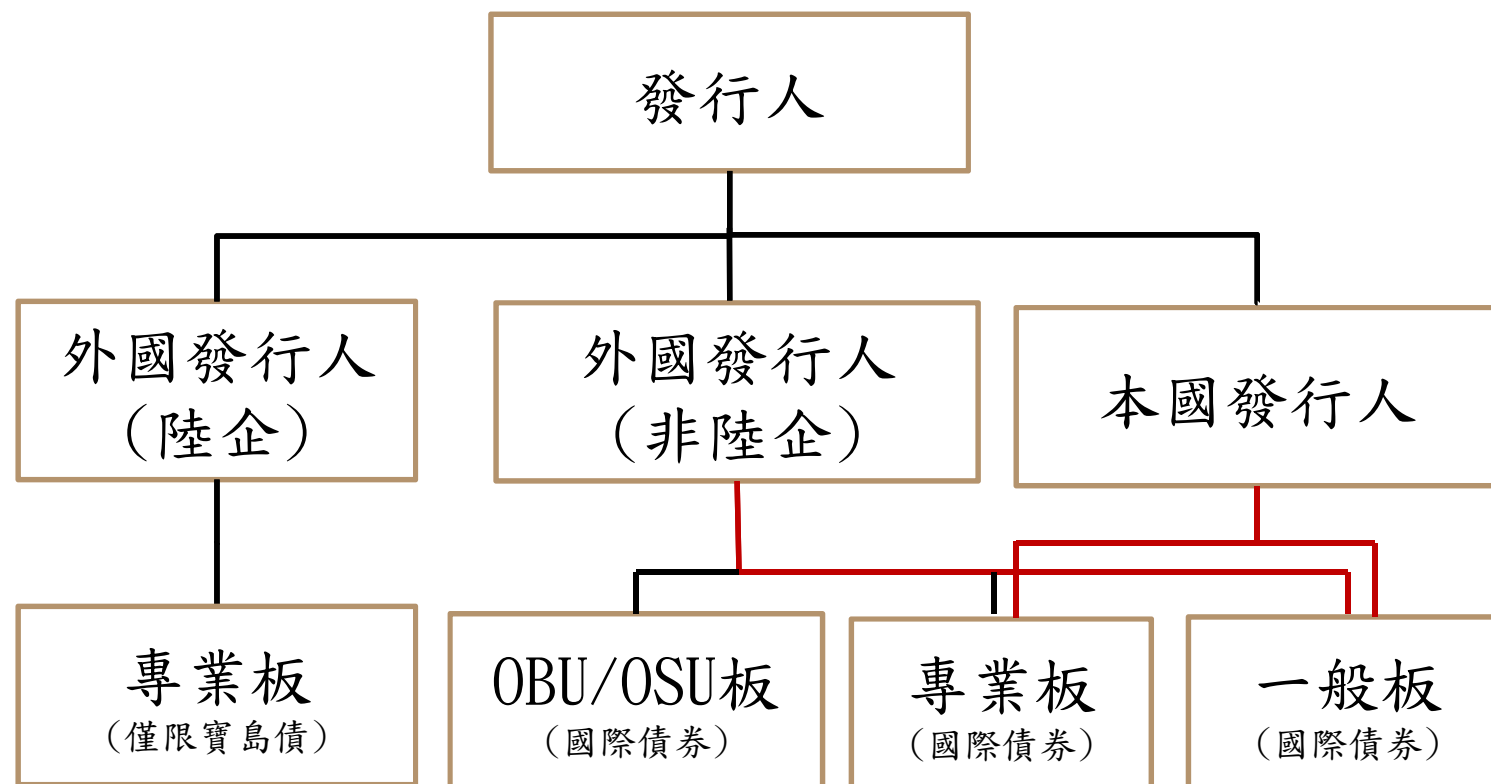 發行人
外國發行人
(陸企)
外國發行人
(非陸企)
本國發行人
專業板
(僅限寶島債)
OBU/OSU板
(國際債券)
專業板
(國際債券)
一般板
(國際債券)